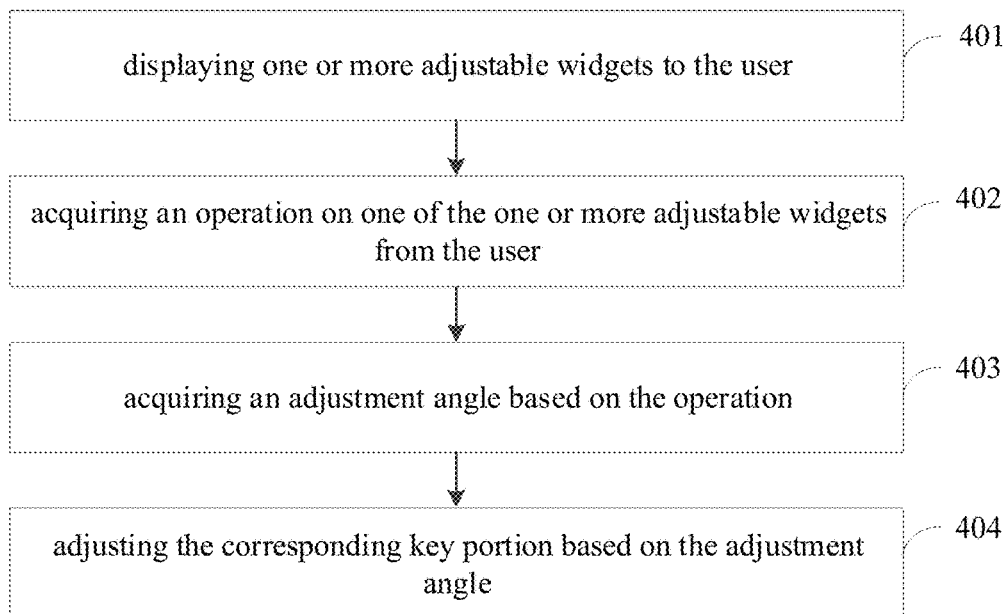 displaying one or more adjustable widgets to the user
401
acquiring an operation on one of the one or more adjustable widgets
from the user
402
acquiring an adjustment angle based on the operation
403
adjusting the corresponding key portion based on the adjustment
angle
404